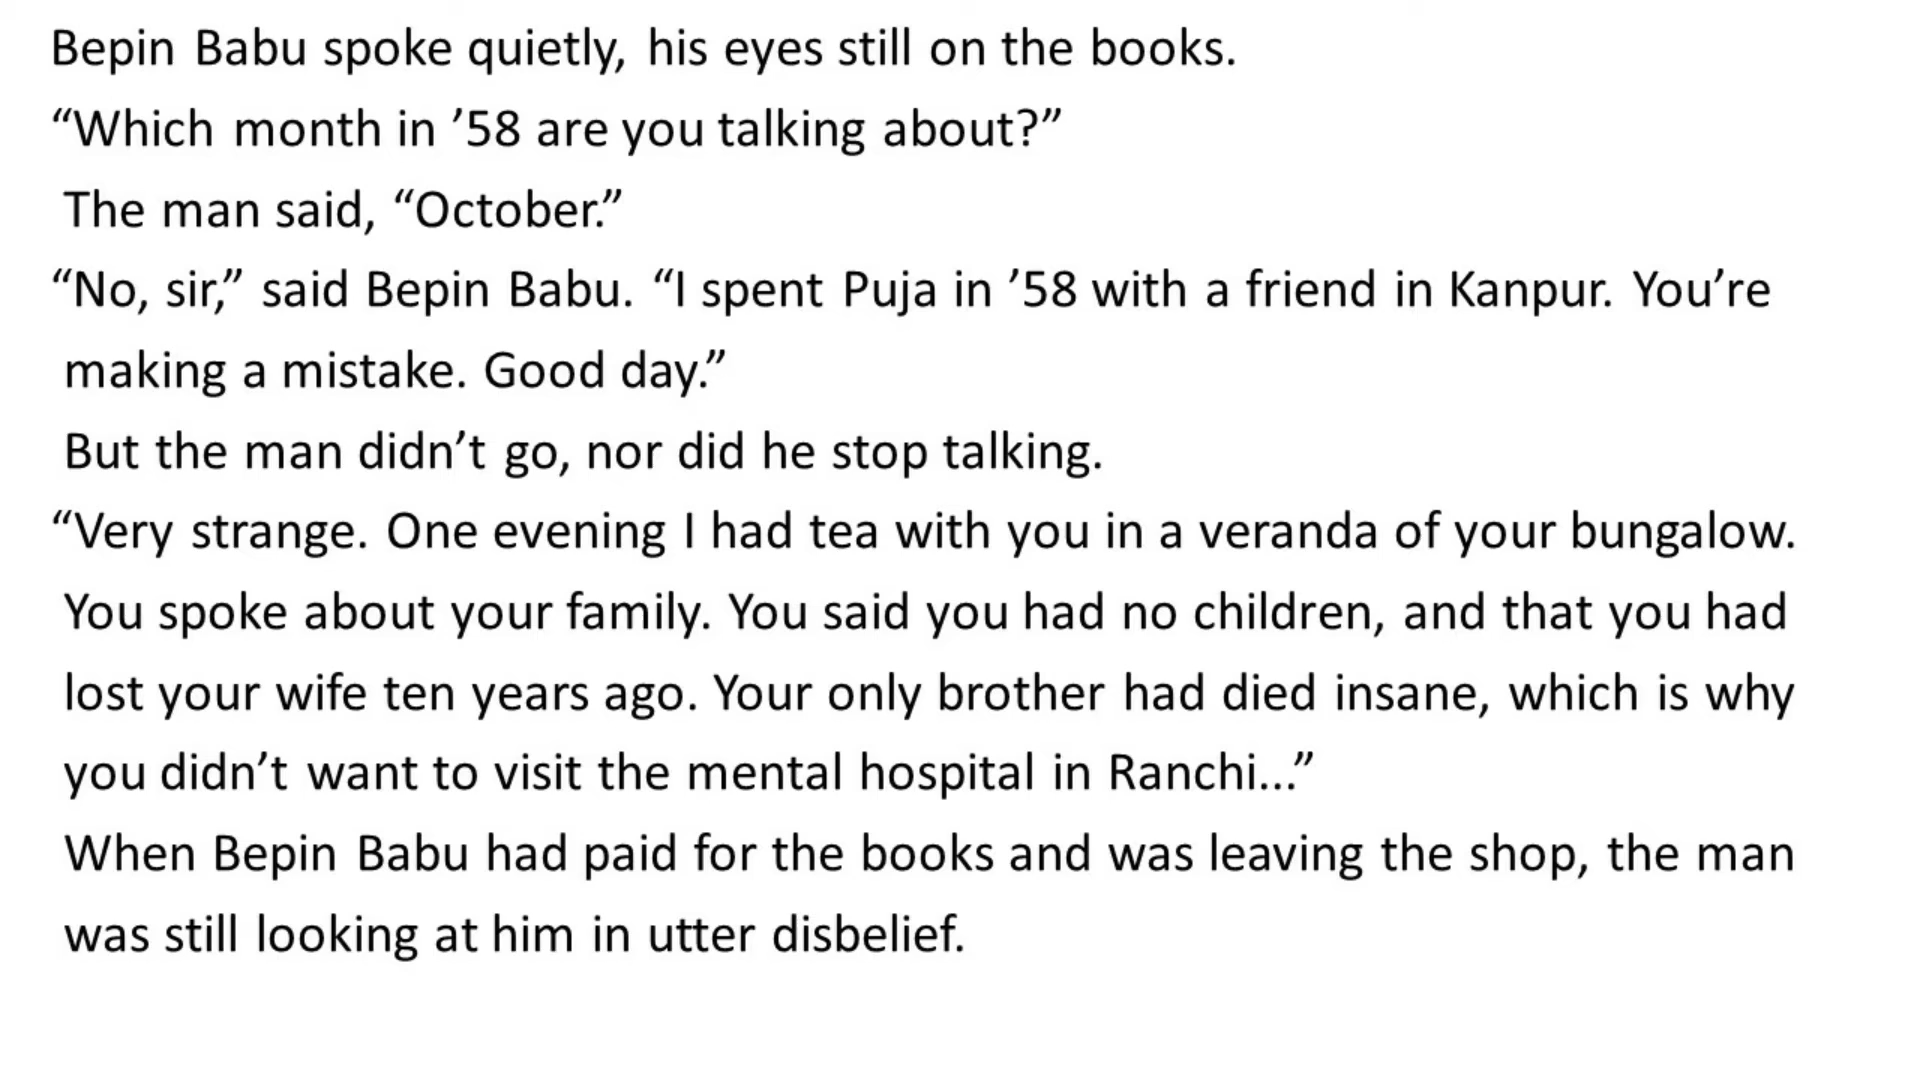 Bepin Babu spoke quietly, his eyes still on the books.
“Which month in ’58 are you talking about?”
The man said, “October.”
“No, sir,” said Bepin Babu. “I spent Puja in ’58 with a friend in Kanpur. You’re
making a mistake. Good day.”
But the man didn’t go, nor did he stop talking.
“Very strange. One evening I had tea with you in a veranda of your bungalow.
You spoke about your family. You said you had no children, and that you had
lost your wife ten years ago. Your only brother had died insane, which is why
you didn’t want to visit the mental hospital in Ranchi...”
When Bepin Babu had paid for the books and was leaving the shop, the man
was still looking at him in utter disbelief.